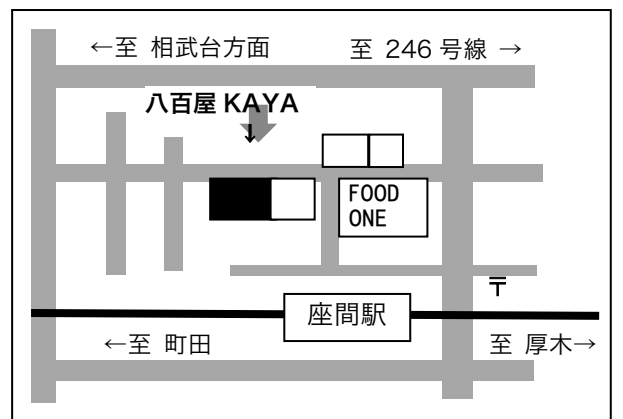 ←至 相武台方面
至 246 号線 →
八百屋 KAYA
↓
FOOD
ONE
〒
座間駅
←至 町田
至 厚木→